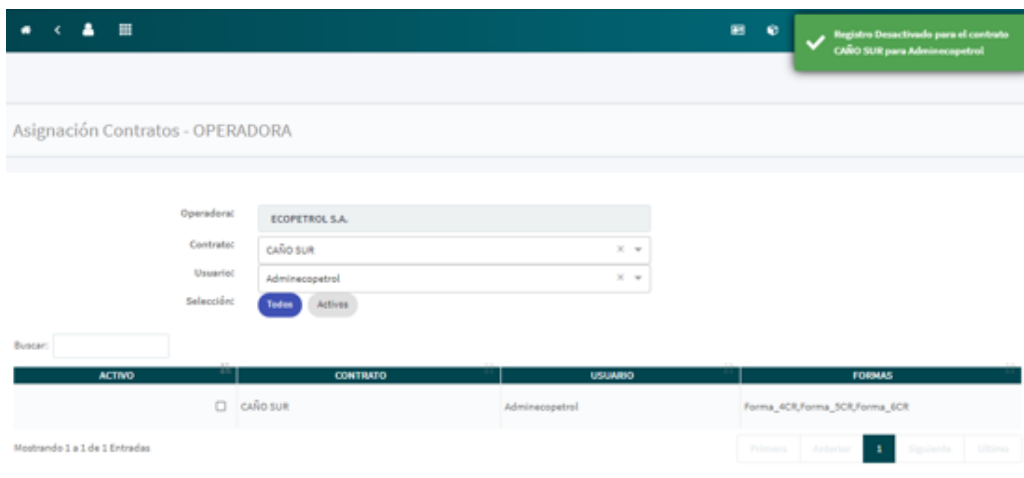 Registro Desactivado para el contrato
CAÑO SUR para Adminecopetrol
Asignación Contratos - OPERADORA
Operadora: ECOPETROL S.A.
Contrato: CAÑO SUR
Usuario: Adminecopetrol
Selección: Todos Activos
Buscar:
ACTIVO CONTRATO USUARIO FORMAS
CAÑO SUR Adminecopetrol Forma_4CR,Forma_5CR,Forma_6CR
Mostrando 1 a 1 de 1 Entradas Primero Anterior 1 Siguiente Ultimo